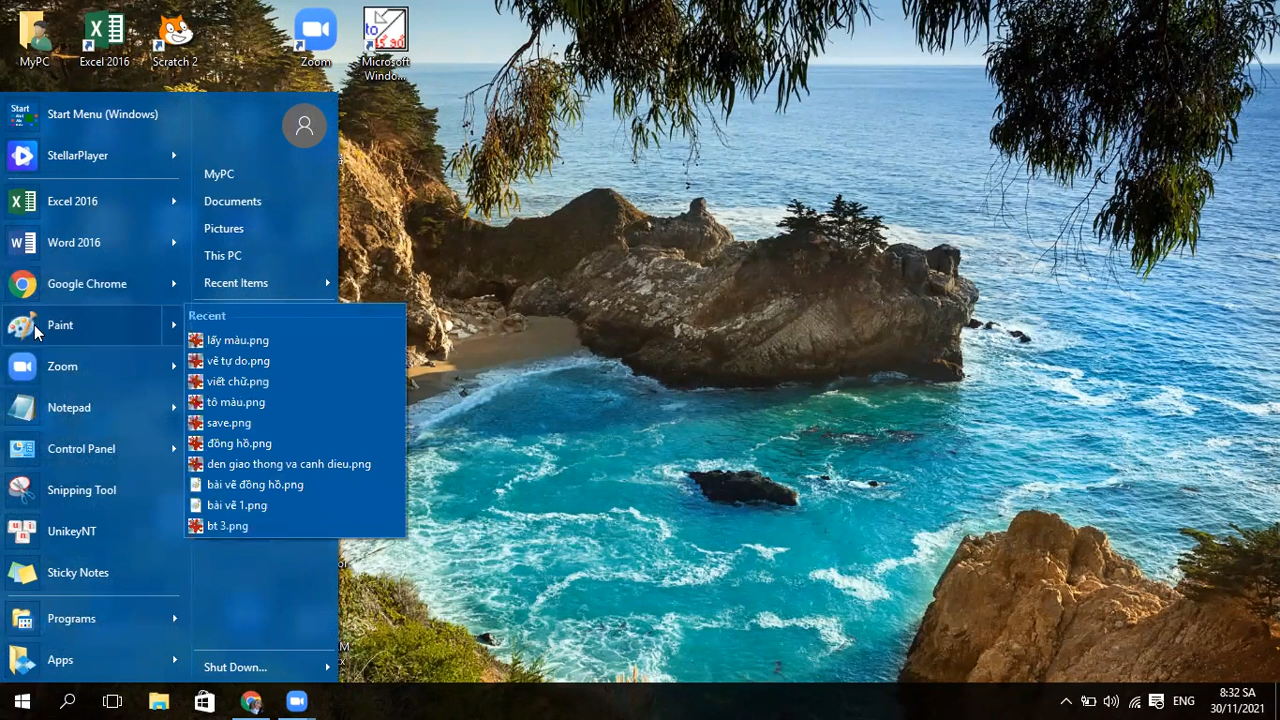 MyPC
Excel 2016
Scratch 2
Zoom
Microsoft
Windo...
Start
Start Menu (Windows)
StellarPlayer
Excel 2016
Word 2016
Google Chrome
Paint
Zoom
Notepad
Control Panel
Snipping Tool
UnikeyNT
Sticky Notes
Programs
Apps
MyPC
Documents
Pictures
This PC
Recent Items
Recent
lấy màu.png
vẽ tự do.png
viết chữ.png
tô màu.png
save.png
đồng hồ.png
den giao thong va canh dieu.png
bài vẽ đồng hồ.png
bài vẽ 1.png
bt 3.png
Shut Down...
ENG
8:32 SA
30/11/2021